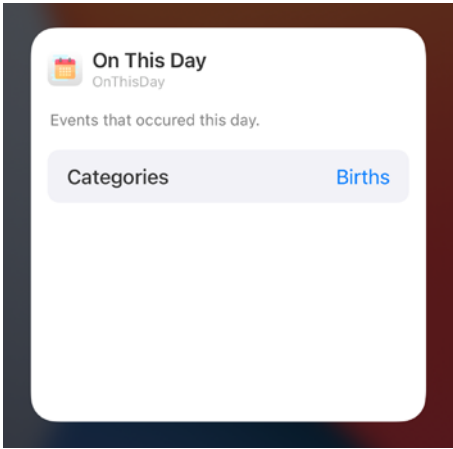 On This Day
OnThisDay
Events that occured this day.
Categories Births